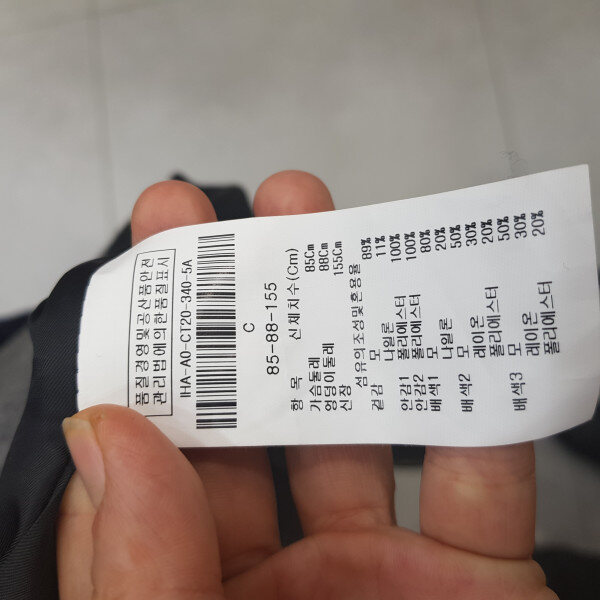 품질경영및공산품안전
관리법에의한품질표시
IHA-A0-CT20-340-5A
C
85-88-155
항 목 신체치수(Cm)
가슴둘레 85Cm
엉덩이둘레 88Cm
신장 155Cm
섬유의조성및혼용율
겉감 모 89%
나일론 11%
안감1 폴리에스터 100%
안감2 폴리에스터 100%
배색1 모 80%
나일론 20%
배색2 모 50%
레이온 30%
폴리에스터 20%
배색3 모 50%
레이온 30%
폴리에스터 20%